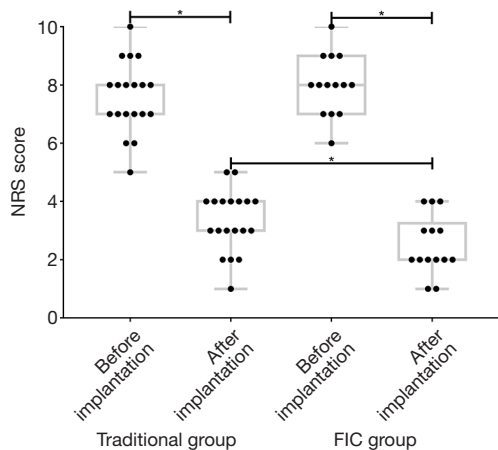 * *
10
8
6
4
2
0
NRS score
*
Before
implantation
After
implantation
Before
implantation
After
implantation
Traditional group
FIC group